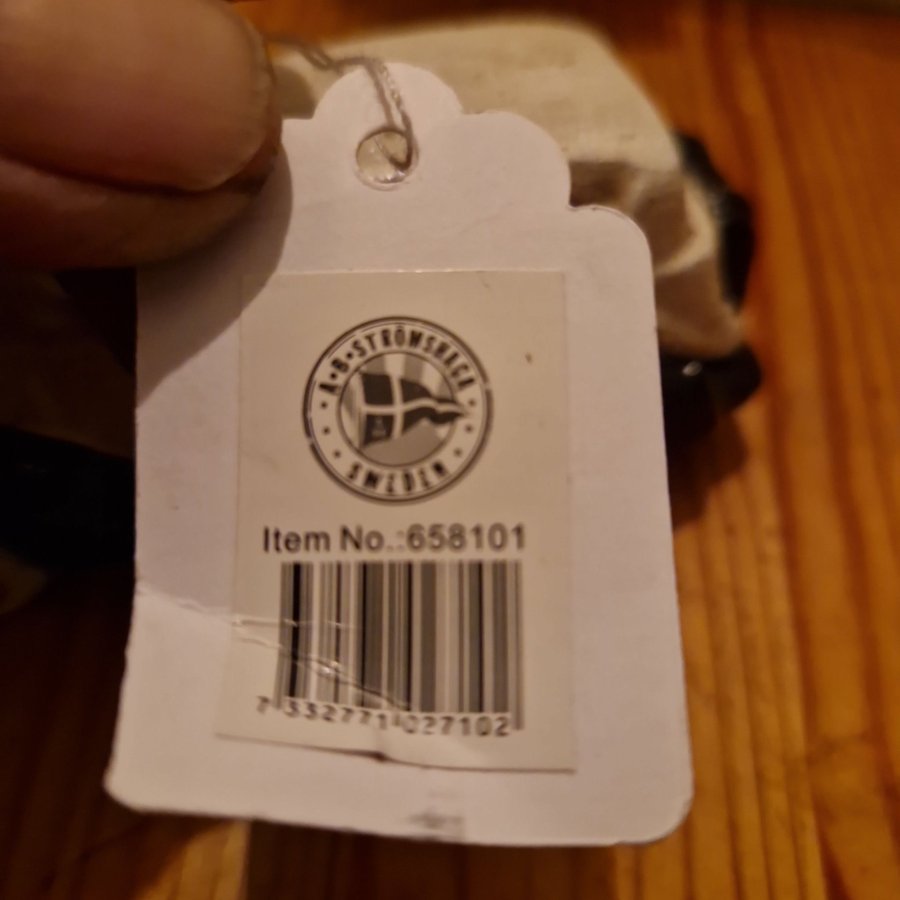 A·B·STRÖMSHAGA
SWEDEN
Item No.:658101
7 332771 027102